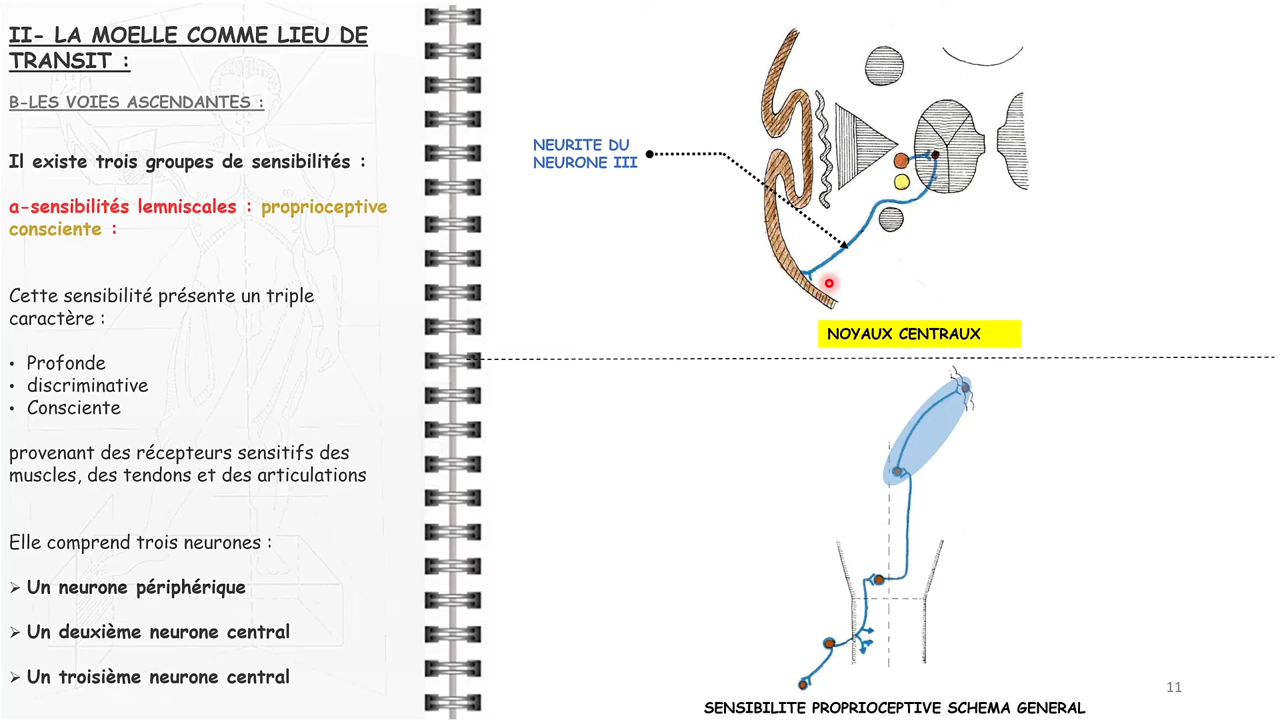 II- LA MOELLE COMME LIEU DE
TRANSIT :
B-LES VOIES ASCENDANTES :
Il existe trois groupes de sensibilités :
a-sensibilités lemniscales : proprioceptive
consciente :
Cette sensibilité présente un triple
caractère :
• Profonde
• discriminative
• Consciente
provenant des récepteurs sensitifs des
muscles, des tendons et des articulations
Elle comprend trois neurones :
➢ Un neurone périphérique
➢ Un deuxième neurone central
➢ Un troisième neurone central
NEURITE DU
NEURONE III
NOYAUX CENTRAUX
SENSIBILITE PROPRIOCEPTIVE SCHEMA GENERAL
11